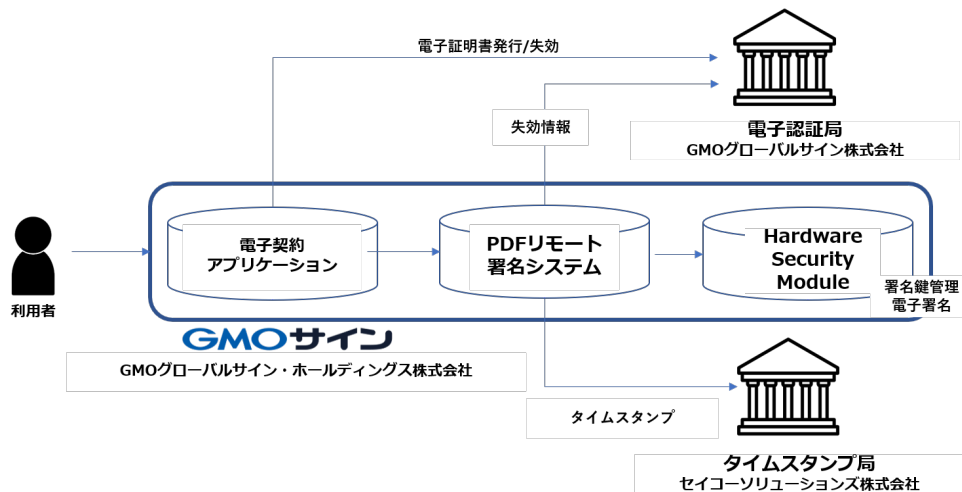 電子証明書発行/失効
失効情報
電子認証局
GMOグローバルサイン株式会社
利用者
電子契約
アプリケーション
PDFリモート
署名システム
Hardware
Security
Module
署名鍵管理
電子署名
GMOサイン
GMOグローバルサイン・ホールディングス株式会社
タイムスタンプ
タイムスタンプ局
セイコーソリューションズ株式会社